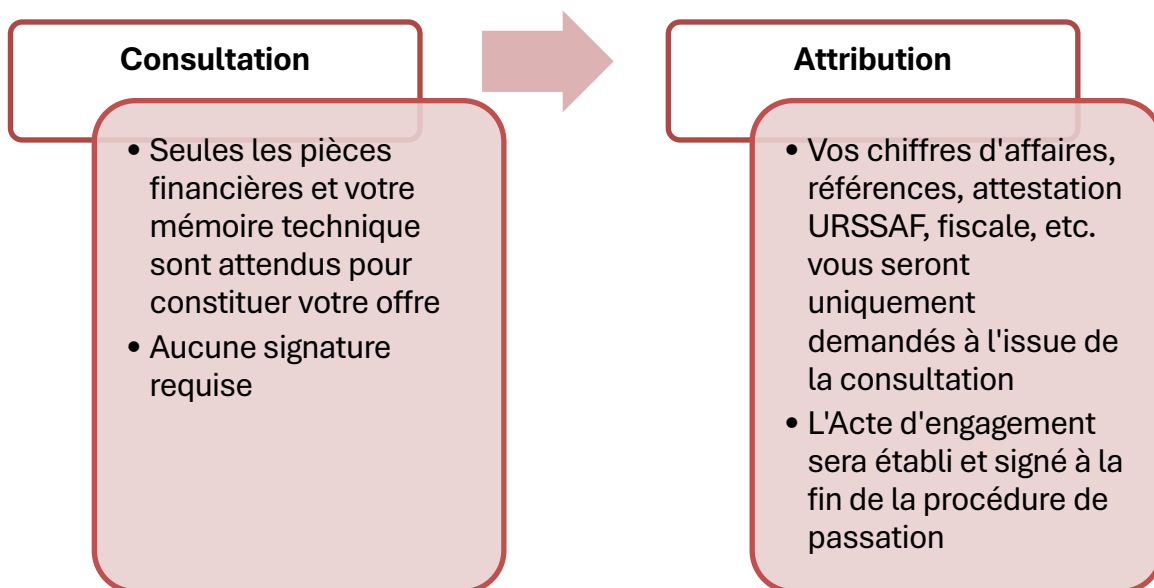 Consultation
• Seules les pièces
financières et votre
mémoire technique
sont attendus pour
constituer votre offre
• Aucune signature
requise
Attribution
• Vos chiffres d'affaires,
références, attestation
URSSAF, fiscale, etc.
vous seront
uniquement
demandés à l'issue de
la consultation
• L'Acte d'engagement
sera établi et signé à la
fin de la procédure de
passation